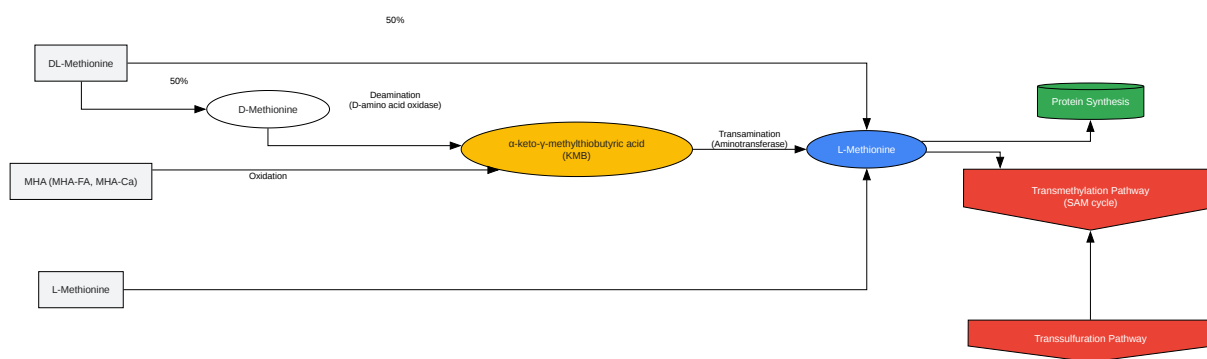 50%
DL-Methionine
50%
D-Methionine
Deamination
(D-amino acid oxidase)
Protein Synthesis
α-keto-γ-methylthiobutyric acid
(KMB)
Transamination
(Aminotransferase)
L-Methionine
MHA (MHA-FA, MHA-Ca)
Oxidation
Transmethylation Pathway
(SAM cycle)
L-Methionine
Transsulfuration Pathway